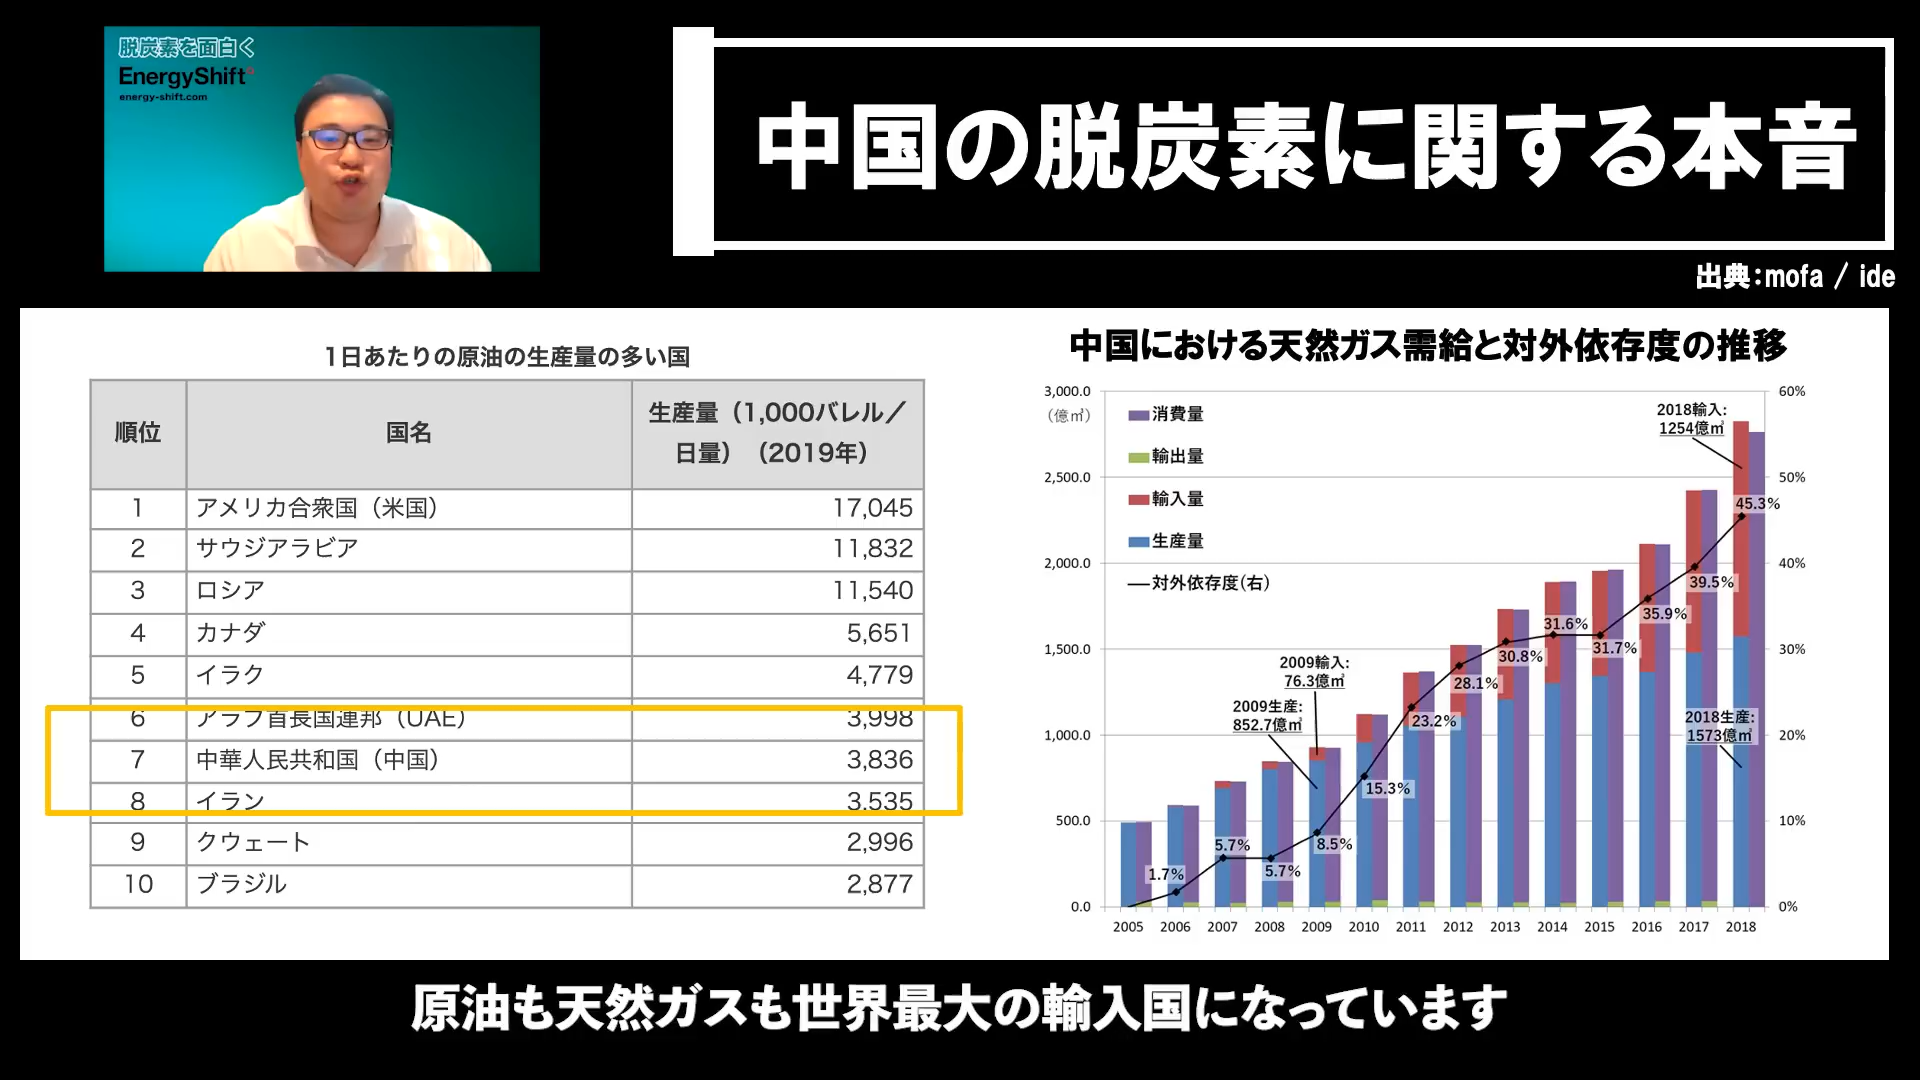 脱炭素を面白く
EnergyShift
energy-shift.com
中国の脱炭素に関する本音
出典:mofa / ide
1日あたりの原油の生産量の多い国
順位 国名 生産量（1,000バレル／日量）（2019年）
1 アメリカ合衆国（米国） 17,045
2 サウジアラビア 11,832
3 ロシア 11,540
4 カナダ 5,651
5 イラク 4,779
6 アラブ首長国連邦（UAE） 3,998
7 中華人民共和国（中国） 3,836
8 イラン 3,535
9 クウェート 2,996
10 ブラジル 2,877
中国における天然ガス需給と対外依存度の推移
3,000.0
（億㎥）
2,500.0
2,000.0
1,500.0
1,000.0
500.0
0.0
消費量
輸出量
輸入量
生産量
対外依存度(右)
60%
50%
40%
30%
20%
10%
0%
2018輸入:
1254億㎥
2009輸入:
76.3億㎥
2009生産:
852.7億㎥
2018生産:
1573億㎥
1.7%
5.7%
5.7%
8.5%
15.3%
23.2%
28.1%
30.8%
31.6%
31.7%
35.9%
39.5%
45.3%
2005 2006 2007 2008 2009 2010 2011 2012 2013 2014 2015 2016 2017 2018
原油も天然ガスも世界最大の輸入国になっています